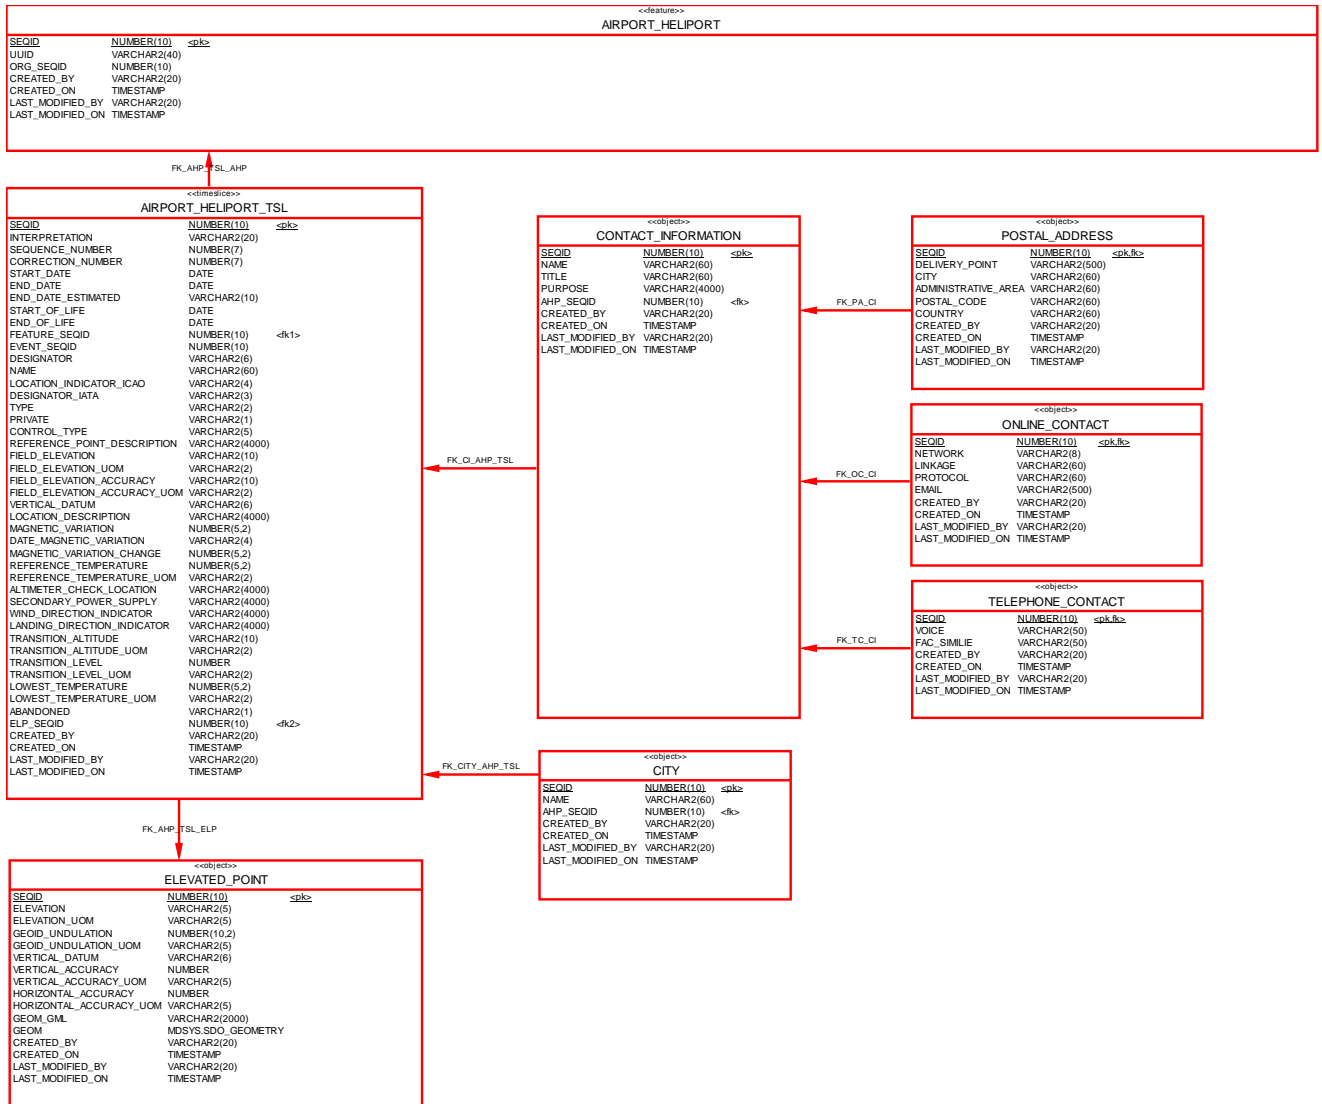 <<feature>>
AIRPORT_HELIPORT
SEQID NUMBER(10) <pk>
UUID VARCHAR2(40)
ORG_SEQID NUMBER(10)
CREATED_BY VARCHAR2(20)
CREATED_ON TIMESTAMP
LAST_MODIFIED_BY VARCHAR2(20)
LAST_MODIFIED_ON TIMESTAMP
FK_AHP_TSL_AHP
<<timeslice>>
AIRPORT_HELIPORT_TSL
SEQID NUMBER(10) <pk>
INTERPRETATION VARCHAR2(20)
SEQUENCE_NUMBER NUMBER(7)
CORRECTION_NUMBER NUMBER(7)
START_DATE DATE
END_DATE DATE
END_DATE_ESTIMATED VARCHAR2(10)
START_OF_LIFE DATE
END_OF_LIFE DATE
FEATURE_SEQID NUMBER(10) <fk1>
EVENT_SEQID NUMBER(10)
DESIGNATOR VARCHAR2(6)
NAME VARCHAR2(60)
LOCATION_INDICATOR_ICAO VARCHAR2(4)
DESIGNATOR_IATA VARCHAR2(3)
TYPE VARCHAR2(2)
PRIVATE VARCHAR2(1)
CONTROL_TYPE VARCHAR2(5)
REFERENCE_POINT_DESCRIPTION VARCHAR2(4000)
FIELD_ELEVATION VARCHAR2(10)
FIELD_ELEVATION_UOM VARCHAR2(2)
FIELD_ELEVATION_ACCURACY VARCHAR2(10)
FIELD_ELEVATION_ACCURACY_UOM VARCHAR2(2)
VERTICAL_DATUM VARCHAR2(6)
LOCATION_DESCRIPTION VARCHAR2(4000)
MAGNETIC_VARIATION NUMBER(5,2)
DATE_MAGNETIC_VARIATION VARCHAR2(4)
MAGNETIC_VARIATION_CHANGE NUMBER(5,2)
REFERENCE_TEMPERATURE NUMBER(5,2)
REFERENCE_TEMPERATURE_UOM VARCHAR2(2)
ALTIMETER_CHECK_LOCATION VARCHAR2(4000)
SECONDARY_POWER_SUPPLY VARCHAR2(4000)
WIND_DIRECTION_INDICATOR VARCHAR2(4000)
LANDING_DIRECTION_INDICATOR VARCHAR2(4000)
TRANSITION_ALTITUDE VARCHAR2(10)
TRANSITION_ALTITUDE_UOM VARCHAR2(2)
TRANSITION_LEVEL NUMBER
TRANSITION_LEVEL_UOM VARCHAR2(2)
LOWEST_TEMPERATURE NUMBER(5,2)
LOWEST_TEMPERATURE_UOM VARCHAR2(2)
ABANDONED VARCHAR2(1)
ELP_SEQID NUMBER(10) <fk2>
CREATED_BY VARCHAR2(20)
CREATED_ON TIMESTAMP
LAST_MODIFIED_BY VARCHAR2(20)
LAST_MODIFIED_ON TIMESTAMP
FK_CI_AHP_TSL
<<object>>
CONTACT_INFORMATION
SEQID NUMBER(10) <pk>
NAME VARCHAR2(60)
TITLE VARCHAR2(60)
PURPOSE VARCHAR2(4000)
AHP_SEQID NUMBER(10) <fk>
CREATED_BY VARCHAR2(20)
CREATED_ON TIMESTAMP
LAST_MODIFIED_BY VARCHAR2(20)
LAST_MODIFIED_ON TIMESTAMP
FK_PA_CI
<<object>>
POSTAL_ADDRESS
SEQID NUMBER(10) <pk,fk>
DELIVERY_POINT VARCHAR2(500)
CITY VARCHAR2(60)
ADMINISTRATIVE_AREA VARCHAR2(60)
POSTAL_CODE VARCHAR2(60)
COUNTRY VARCHAR2(60)
CREATED_BY VARCHAR2(20)
CREATED_ON TIMESTAMP
LAST_MODIFIED_BY VARCHAR2(20)
LAST_MODIFIED_ON TIMESTAMP
FK_OC_CI
<<object>>
ONLINE_CONTACT
SEQID NUMBER(10) <pk,fk>
NETWORK VARCHAR2(8)
LINKAGE VARCHAR2(60)
PROTOCOL VARCHAR2(60)
EMAIL VARCHAR2(500)
CREATED_BY VARCHAR2(20)
CREATED_ON TIMESTAMP
LAST_MODIFIED_BY VARCHAR2(20)
LAST_MODIFIED_ON TIMESTAMP
FK_TC_CI
<<object>>
TELEPHONE_CONTACT
SEQID NUMBER(10) <pk,fk>
VOICE VARCHAR2(50)
FAC_SIMILIE VARCHAR2(50)
CREATED_BY VARCHAR2(20)
CREATED_ON TIMESTAMP
LAST_MODIFIED_BY VARCHAR2(20)
LAST_MODIFIED_ON TIMESTAMP
FK_CITY_AHP_TSL
<<object>>
CITY
SEQID NUMBER(10) <pk>
NAME VARCHAR2(60)
AHP_SEQID NUMBER(10) <fk>
CREATED_BY VARCHAR2(20)
CREATED_ON TIMESTAMP
LAST_MODIFIED_BY VARCHAR2(20)
LAST_MODIFIED_ON TIMESTAMP
FK_AHP_TSL_ELP
<<object>>
ELEVATED_POINT
SEQID NUMBER(10) <pk>
ELEVATION VARCHAR2(5)
ELEVATION_UOM VARCHAR2(5)
GEOID_UNDULATION NUMBER(10,2)
GEOID_UNDULATION_UOM VARCHAR2(5)
VERTICAL_DATUM VARCHAR2(6)
VERTICAL_ACCURACY NUMBER
VERTICAL_ACCURACY_UOM VARCHAR2(5)
HORIZONTAL_ACCURACY NUMBER
HORIZONTAL_ACCURACY_UOM VARCHAR2(5)
GEOM_GML VARCHAR2(2000)
GEOM MDSYS.SDO_GEOMETRY
CREATED_BY VARCHAR2(20)
CREATED_ON TIMESTAMP
LAST_MODIFIED_BY VARCHAR2(20)
LAST_MODIFIED_ON TIMESTAMP